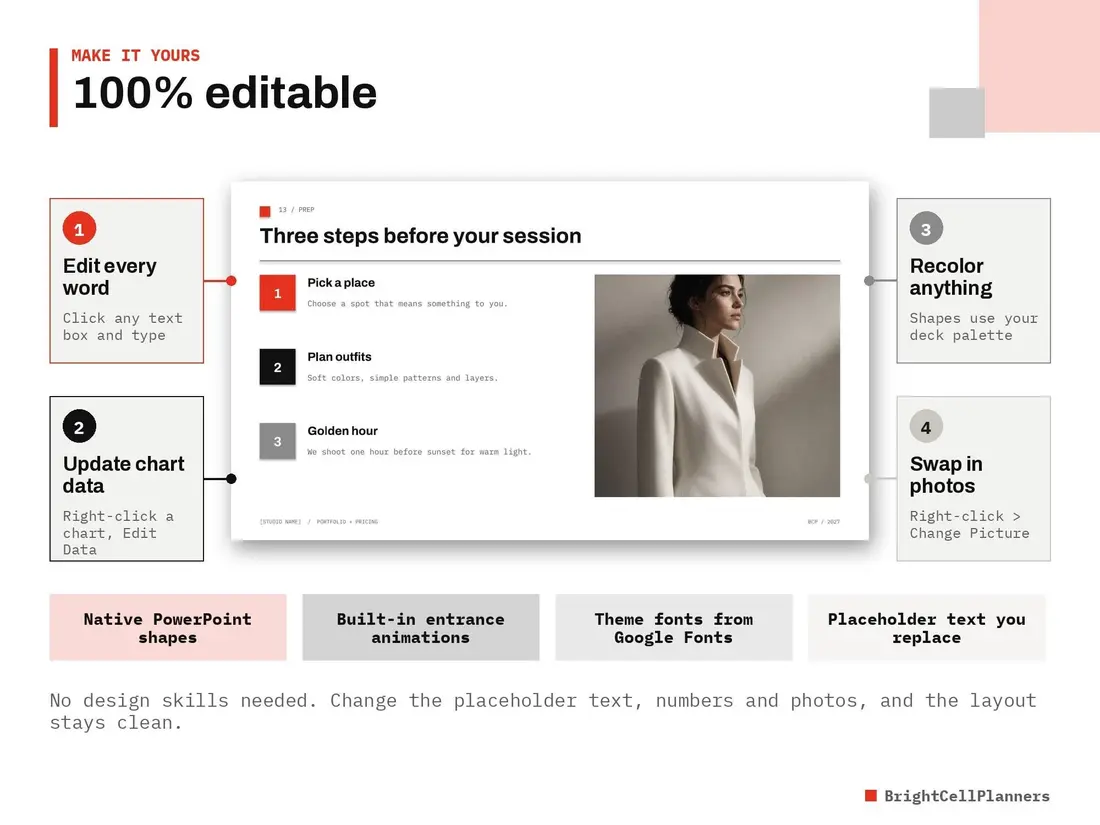 MAKE IT YOURS
100% editable
1
Edit every
word
Click any text
box and type
2
Update chart
data
Right-click a
chart, Edit
Data
13 / PREP
Three steps before your session
1
Pick a place
Choose a spot that means something to you.
2
Plan outfits
Soft colors, simple patterns and layers.
3
Golden hour
We shoot one hour before sunset for warm light.
[STUDIO NAME] / PORTFOLIO + PRICING
BCP / 2027
3
Recolor
anything
Shapes use your
deck palette
4
Swap in
photos
Right-click >
Change Picture
Native PowerPoint
shapes
Built-in entrance
animations
Theme fonts from
Google Fonts
Placeholder text you
replace
No design skills needed. Change the placeholder text, numbers and photos, and the layout
stays clean.
BrightCellPlanners